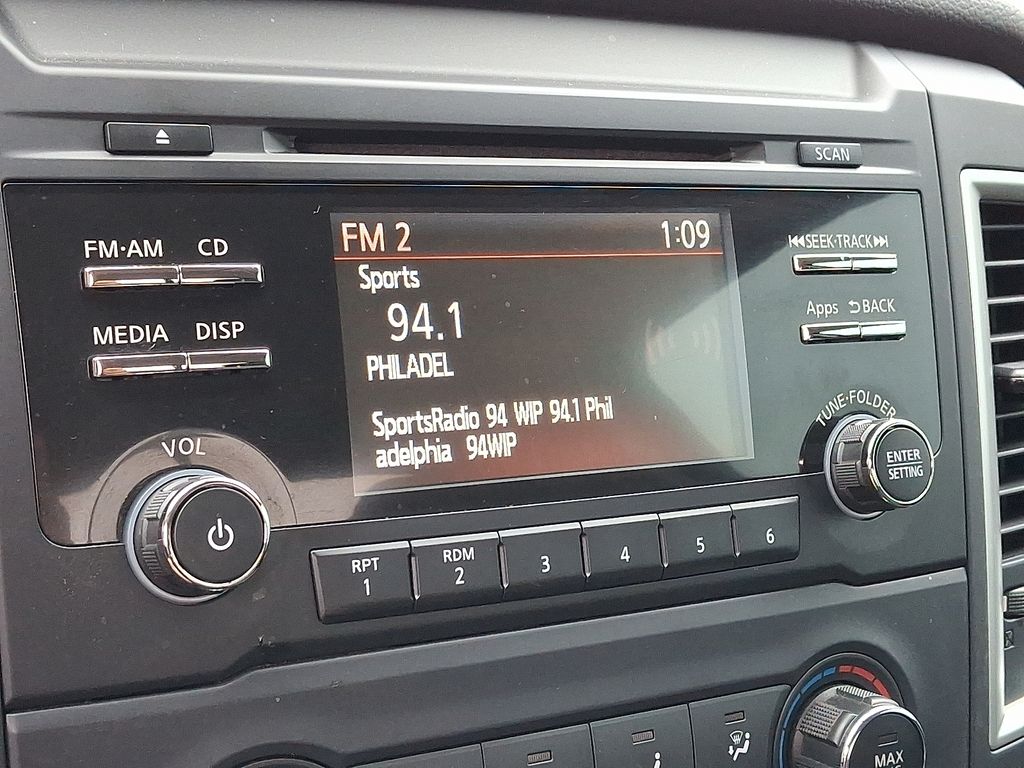 SCAN
FM·AM CD
FM 2 1:09
SEEK·TRACK
Sports
94.1
Apps BACK
MEDIA DISP
PHILADEL
SportsRadio 94 WIP 94.1 Phil
adelphia 94WIP
TUNE·FOLDER
VOL
ENTER
SETTING
RPT
1
RDM
2
3
4
5
6
MAX